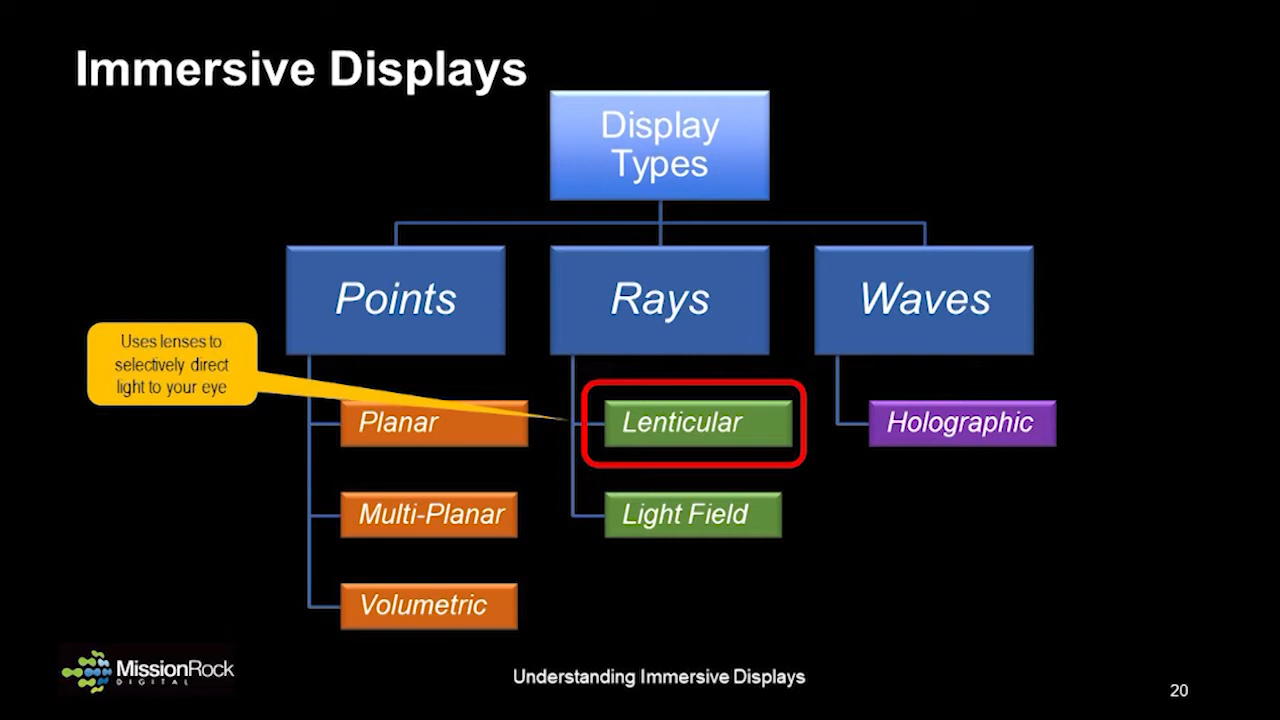 Immersive Displays
Display
Types
Points
Rays
Waves
Uses lenses to
selectively direct
light to your eye
Planar
Lenticular
Holographic
Multi-Planar
Light Field
Volumetric
MissionRock
DIGITAL
Understanding Immersive Displays
20